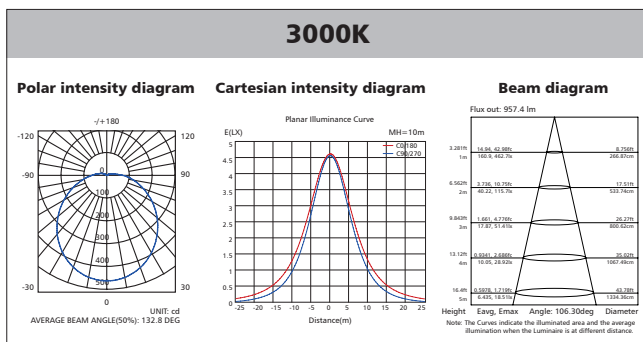 3000K
Polar intensity diagram
Cartesian intensity diagram
Beam diagram
-/+180
-120
120
-90
90
-30
30
0
0
100
200
300
400
500
UNIT: cd
AVERAGE BEAM ANGLE(50%): 132.8 DEG
Planar Illuminance Curve
E(LX)
MH=10m
C0/180
C90/270
5
4.5
4
3.5
3
2.5
2
1.5
1
0.5
0
-25 -20 -15 -10 -5 0 5 10 15 20 25
Distance(m)
Flux out: 957.4 lm
3.281ft 14.94, 42.98fc 8.756ft
1m 160.9, 462.7lx 266.87cm
6.562ft 3.736, 10.75fc 17.51ft
2m 40.22, 115.7lx 533.74cm
9.843ft 1.661, 4.776fc 26.27ft
3m 17.87, 51.41lx 800.62cm
13.12ft 0.9341, 2.686fc 35.02ft
4m 10.05, 28.92lx 1067.49cm
16.4ft 0.5978, 1.719fc 43.78ft
5m 6.435, 18.51lx 1334.36cm
Height Eavg, Emax Angle: 106.30deg Diameter
Note: The Curves indicate the illuminated area and the average
illumination when the Luminaire is at different distance.